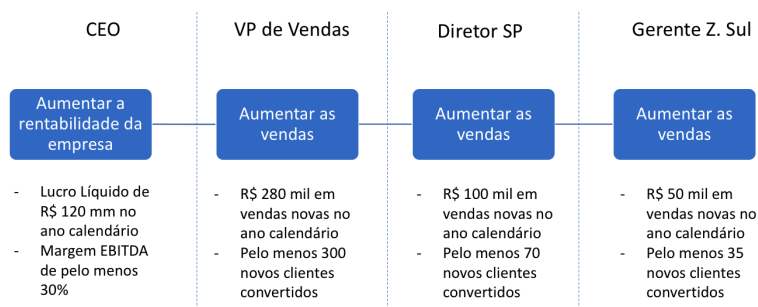 CEO
VP de Vendas
Diretor SP
Gerente Z. Sul
Aumentar a
rentabilidade da
empresa
Aumentar as
vendas
Aumentar as
vendas
Aumentar as
vendas
- Lucro Líquido de
R$ 120 mm no
ano calendário
- Margem EBITDA
de pelo menos
30%
- R$ 280 mil em
vendas novas no
ano calendário
- Pelo menos 300
novos clientes
convertidos
- R$ 100 mil em
vendas novas no
ano calendário
- Pelo menos 70
novos clientes
convertidos
- R$ 50 mil em
vendas novas no
ano calendário
- Pelo menos 35
novos clientes
convertidos